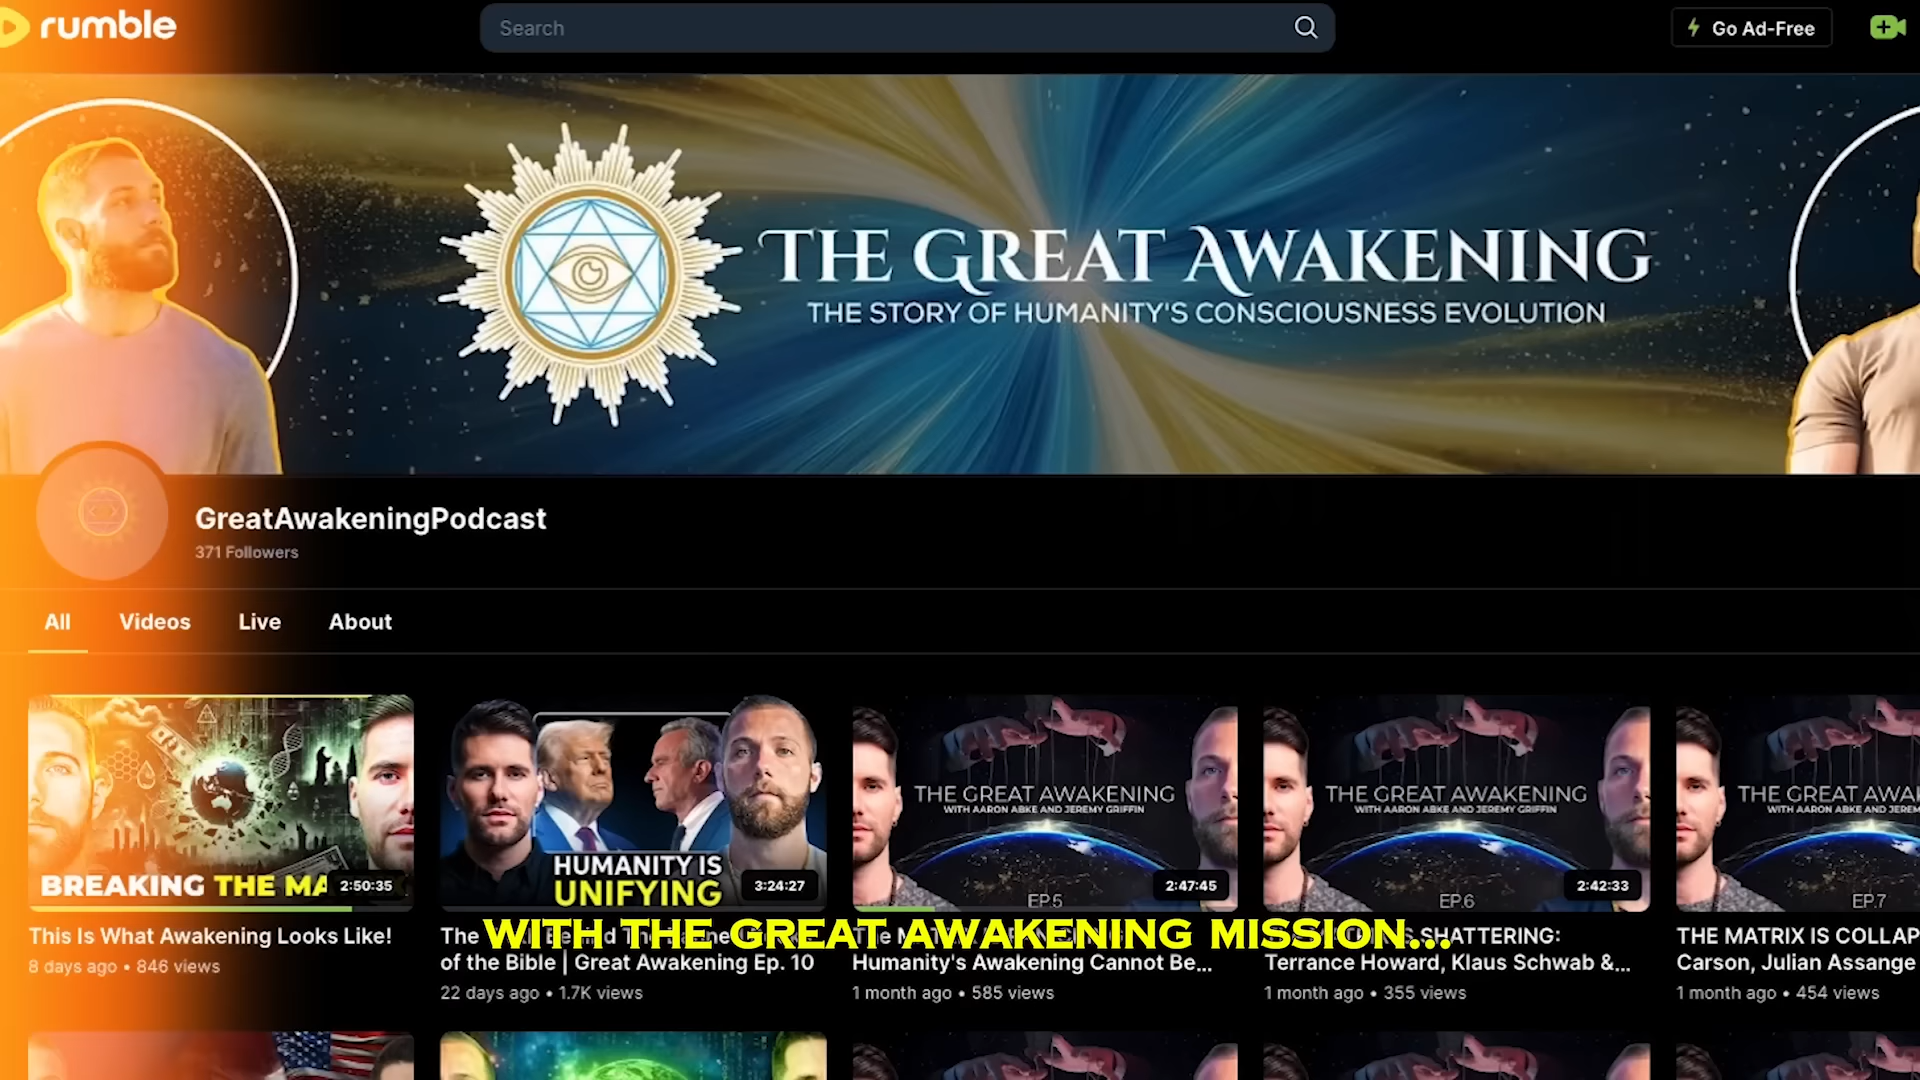 rumble
Search
Go Ad-Free
THE GREAT AWAKENING
THE STORY OF HUMANITY'S CONSCIOUSNESS EVOLUTION
GreatAwakeningPodcast
371 Followers
All
Videos
Live
About
BREAKING THE MA
2:50:35
HUMANITY IS
UNIFYING
3:24:27
THE GREAT AWAKENING
WITH AARON ABKE AND JEREMY GRIFFIN
EP.5
2:47:45
THE GREAT AWAKENING
WITH AARON ABKE AND JEREMY GRIFFIN
EP.6
2:42:33
THE GREAT AWA
WITH AARON ABKE AND JEREM
EP.7
WITH THE GREAT AWAKENING MISSION...
This Is What Awakening Looks Like!
8 days ago • 846 views
The
of the Bible | Great Awakening Ep. 10
22 days ago • 1.7K views
Humanity's Awakening Cannot Be...
1 month ago • 585 views
SHATTERING:
Terrance Howard, Klaus Schwab &...
1 month ago • 355 views
THE MATRIX IS COLLAP
Carson, Julian Assange
1 month ago • 454 views